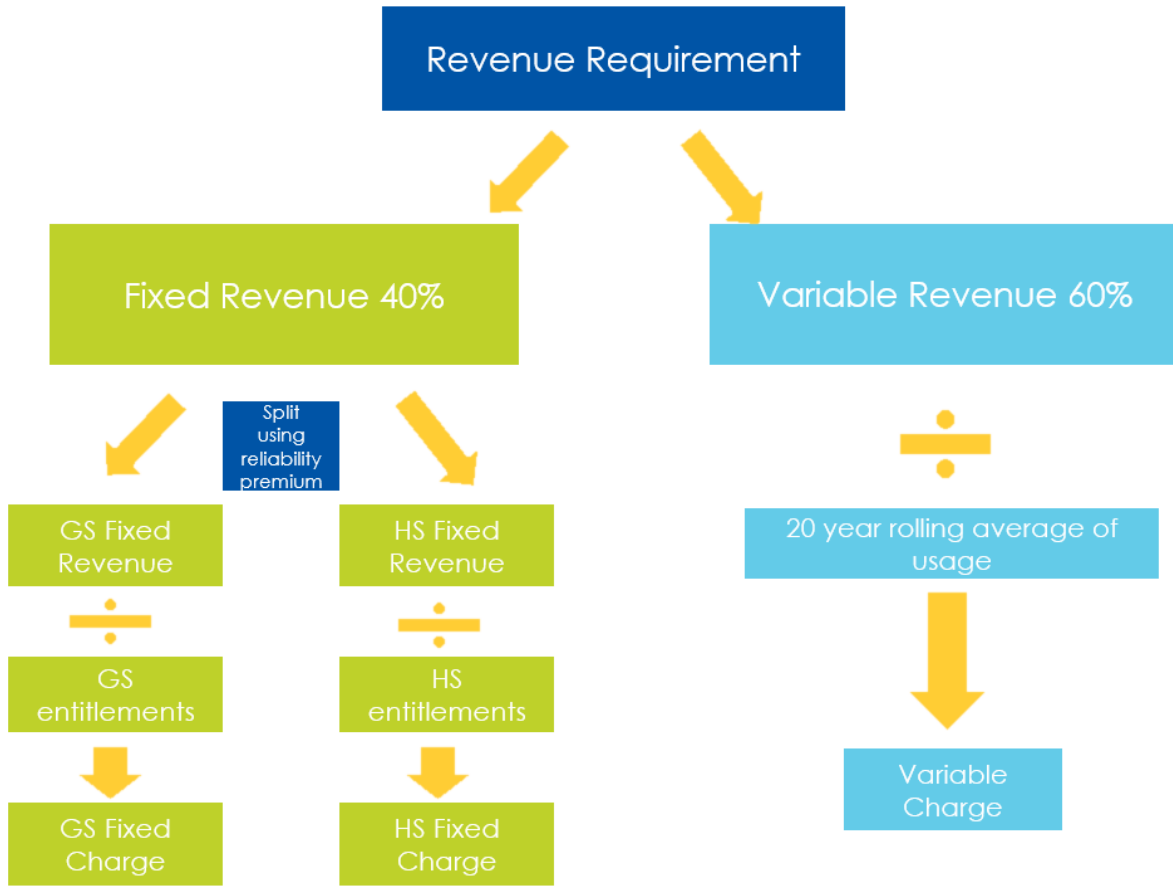 Revenue Requirement
Fixed Revenue 40%
Variable Revenue 60%
Split
using
reliability
premium
GS Fixed
Revenue
HS Fixed
Revenue
20 year rolling average of
usage
GS
entitlements
HS
entitlements
Variable
Charge
GS Fixed
Charge
HS Fixed
Charge